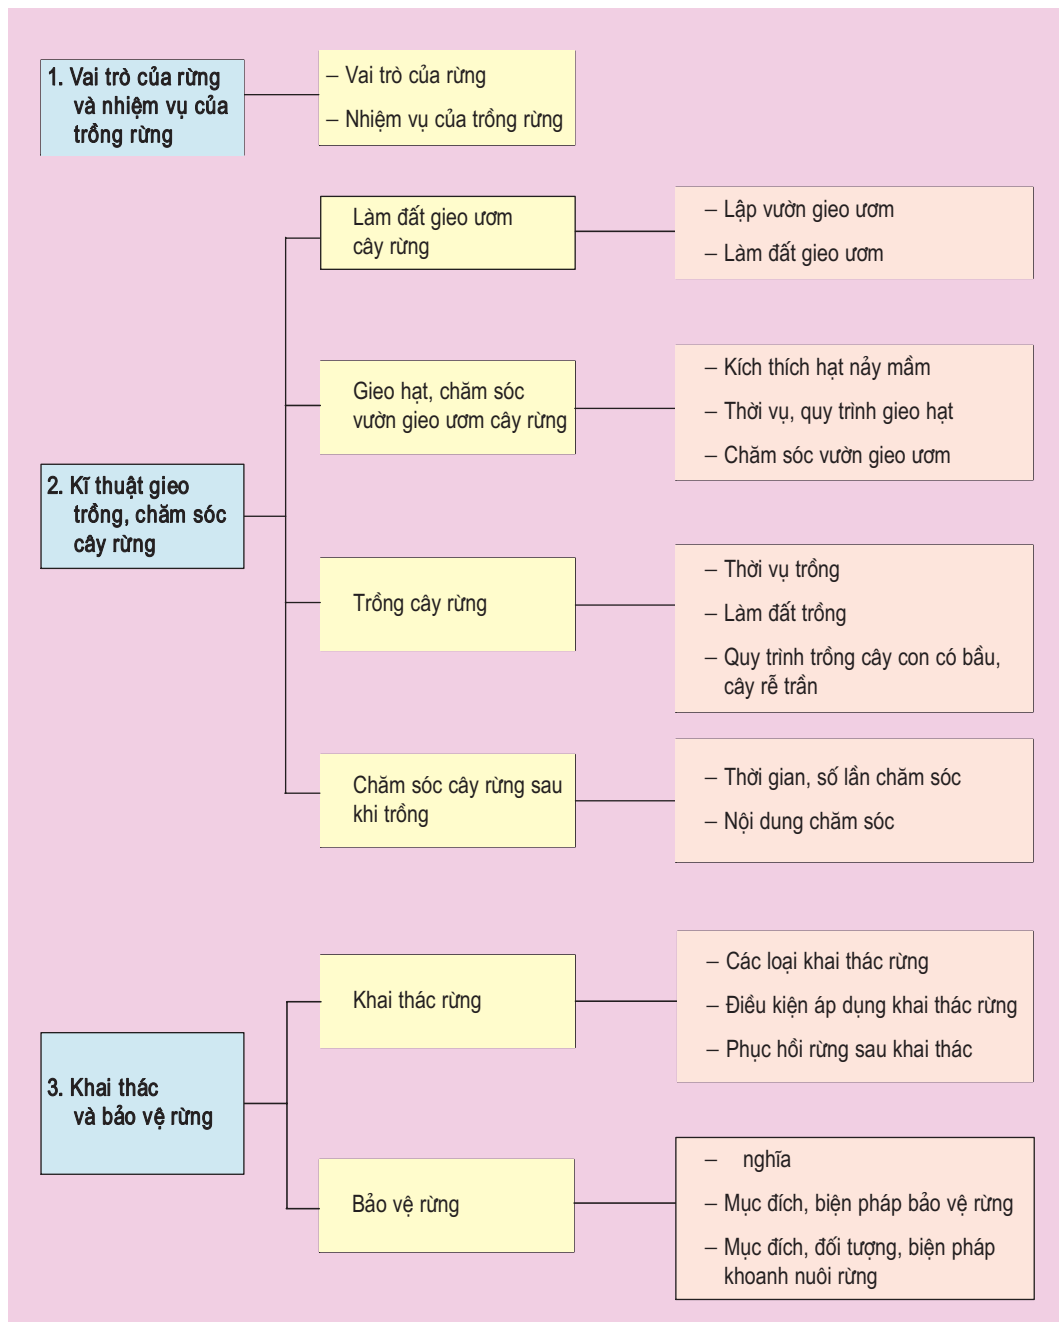 1. Vai trò của rừng
và nhiệm vụ của
trồng rừng
– Vai trò của rừng
– Nhiệm vụ của trồng rừng
2. Kĩ thuật gieo
trồng, chăm sóc
cây rừng
Làm đất gieo ươm
cây rừng
– Lập vườn gieo ươm
– Làm đất gieo ươm
Gieo hạt, chăm sóc
vườn gieo ươm cây rừng
– Kích thích hạt nảy mầm
– Thời vụ, quy trình gieo hạt
– Chăm sóc vườn gieo ươm
Trồng cây rừng
– Thời vụ trồng
– Làm đất trồng
– Quy trình trồng cây con có bầu,
cây rễ trần
Chăm sóc cây rừng sau
khi trồng
– Thời gian, số lần chăm sóc
– Nội dung chăm sóc
3. Khai thác
và bảo vệ rừng
Khai thác rừng
– Các loại khai thác rừng
– Điều kiện áp dụng khai thác rừng
– Phục hồi rừng sau khai thác
Bảo vệ rừng
– nghĩa
– Mục đích, biện pháp bảo vệ rừng
– Mục đích, đối tượng, biện pháp
khoanh nuôi rừng